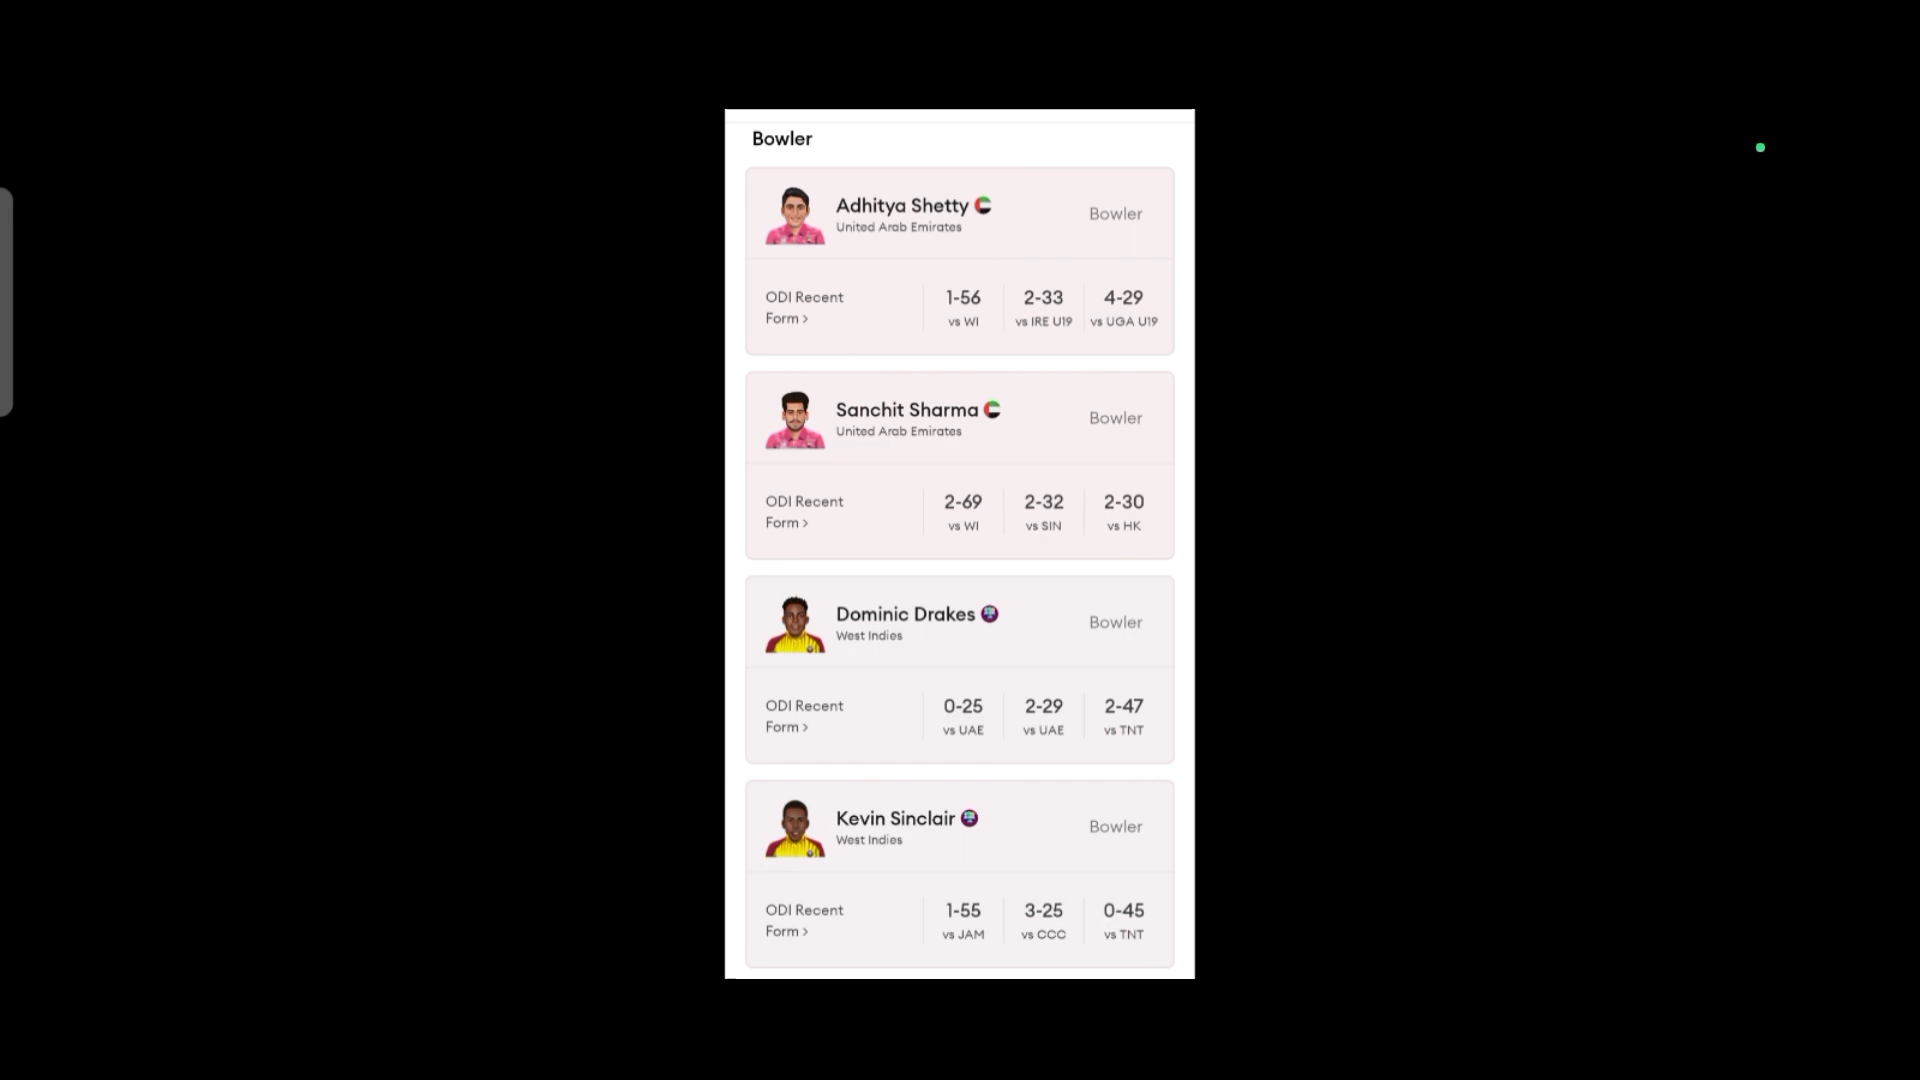 Bowler
Adhitya Shetty
United Arab Emirates
Bowler
ODI Recent
Form >
1-56
2-33
4-29
vs WI
vs IRE U19
vs UGA U19
Sanchit Sharma
United Arab Emirates
Bowler
ODI Recent
Form >
2-69
2-32
2-30
vs WI
vs SIN
vs HK
Dominic Drakes
West Indies
Bowler
ODI Recent
Form >
0-25
2-29
2-47
vs UAE
vs UAE
vs TNT
Kevin Sinclair
West Indies
Bowler
ODI Recent
Form >
1-55
3-25
0-45
vs JAM
vs CCC
vs TNT